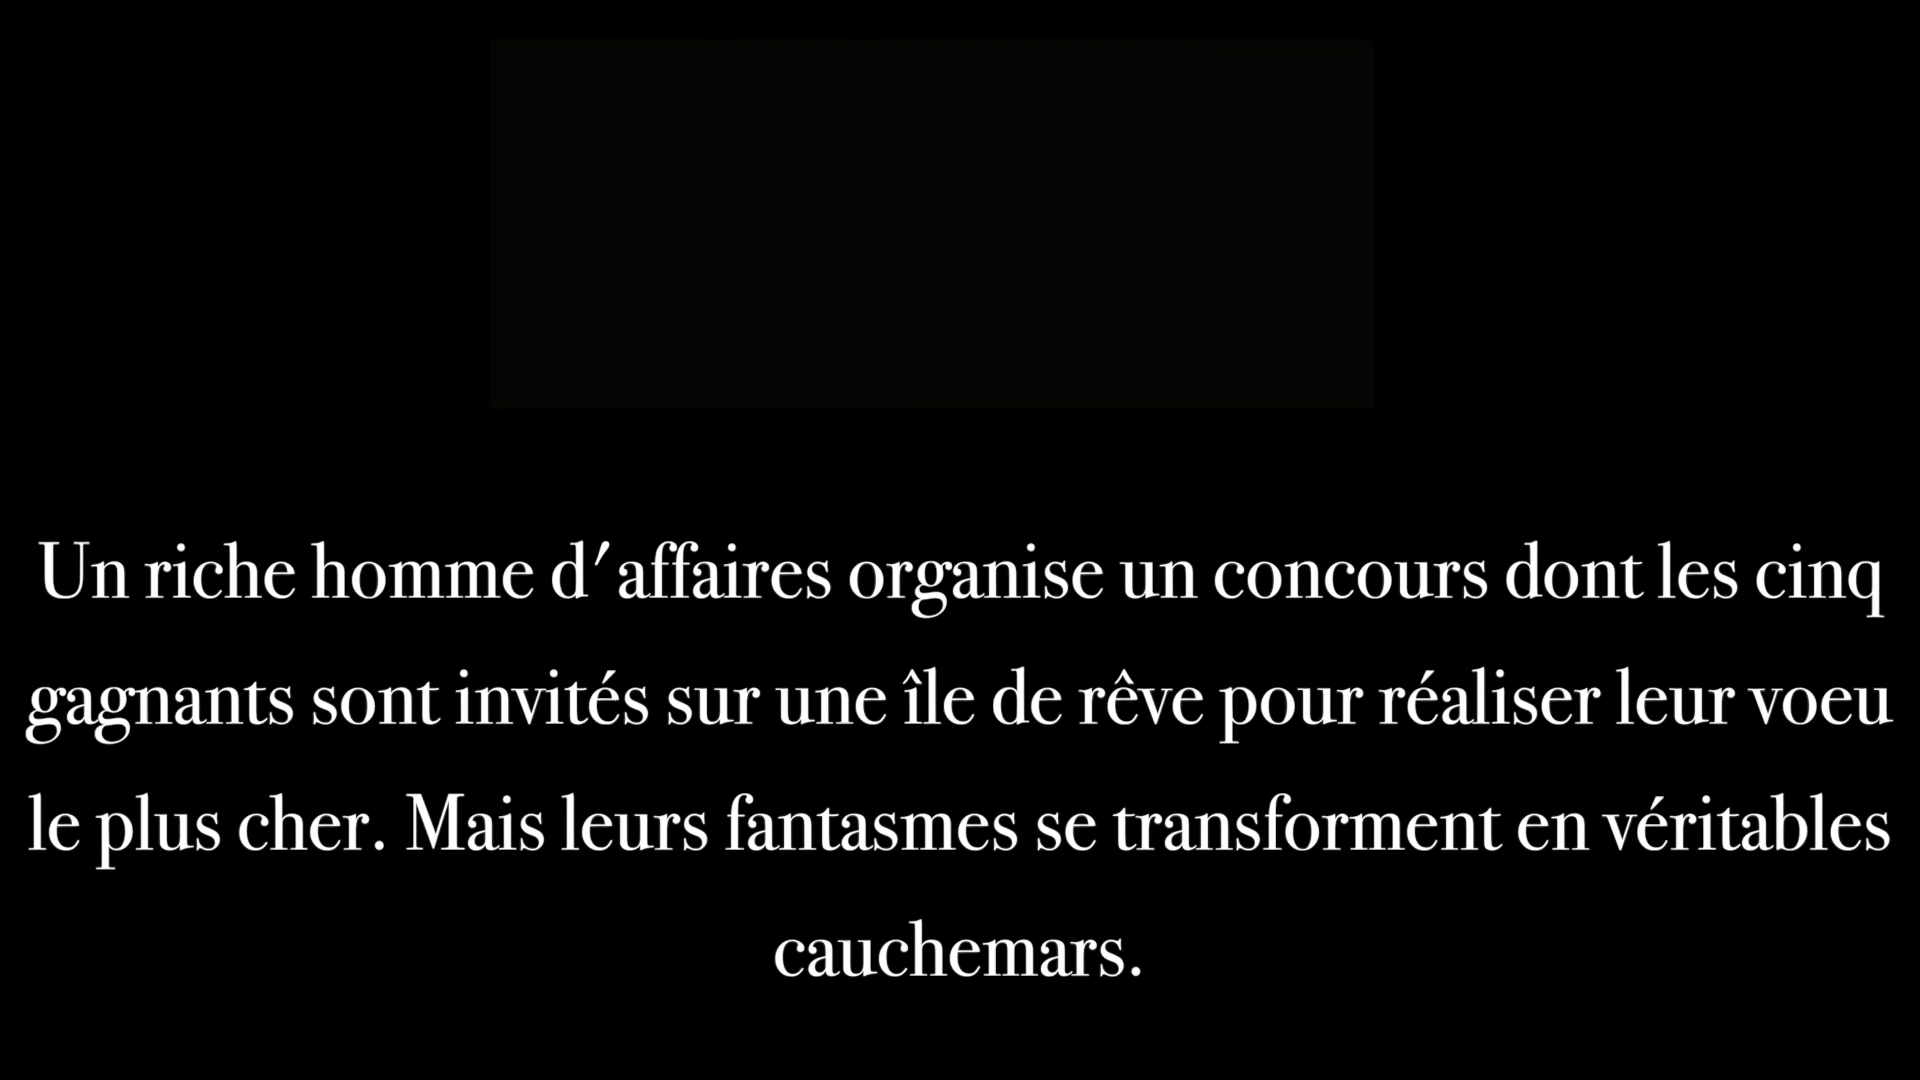 Un riche homme d'affaires organise un concours dont les cinq
gagnants sont invités sur une île de rêve pour réaliser leur voeu
le plus cher. Mais leurs fantasmes se transforment en véritables
cauchemars.